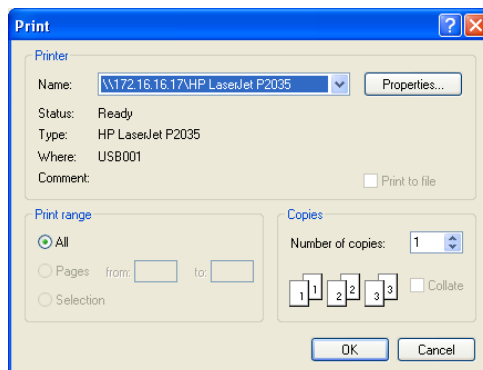 Print
Printer
Name: \\172.16.16.17\HP LaserJet P2035 Properties...
Status: Ready
Type: HP LaserJet P2035
Where: USB001
Comment:
Print to file
Print range
All
Pages from: to:
Selection
Copies
Number of copies: 1
1 1 2 2 3 3 Collate
OK Cancel